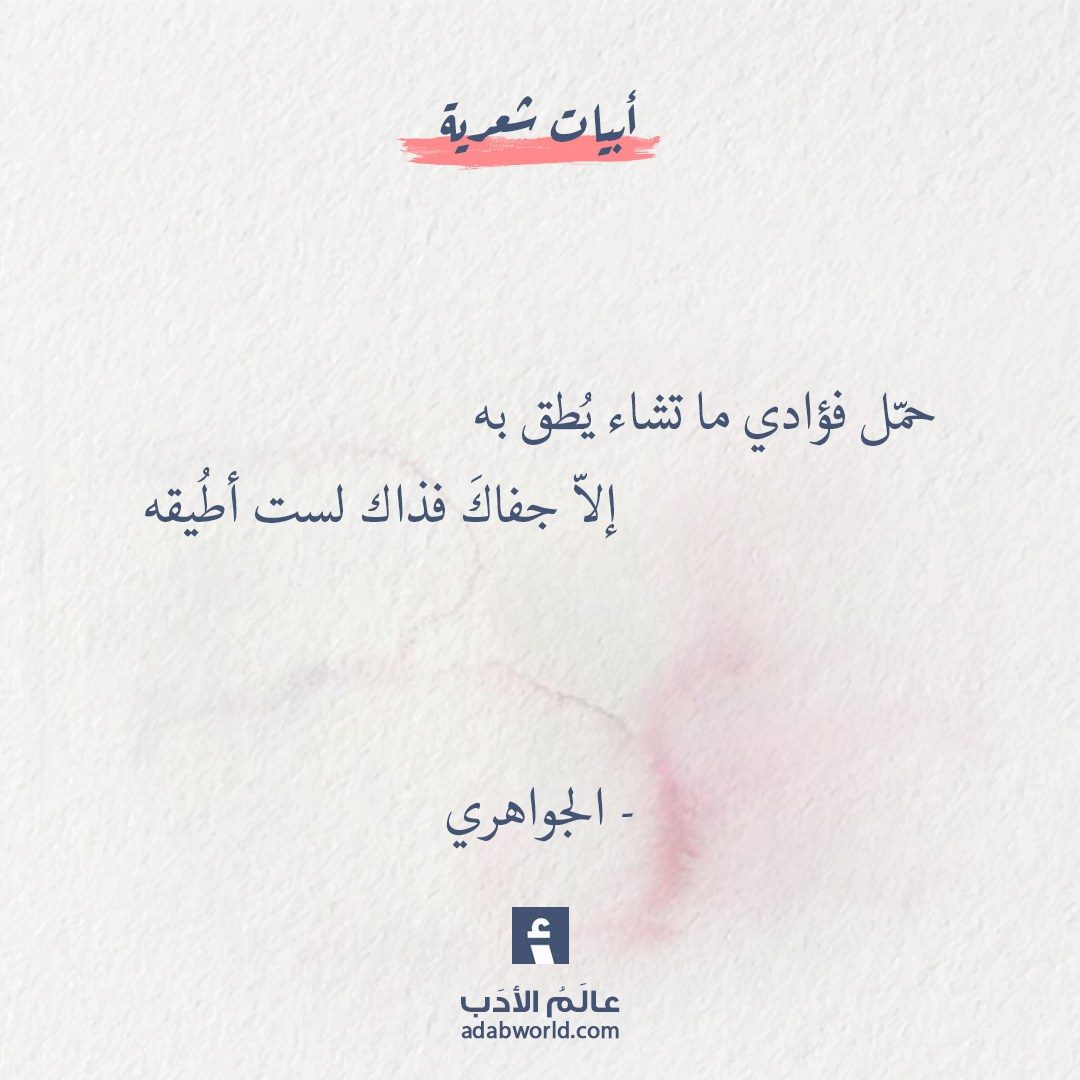 أبيات شعرية
حمّل فؤادي ما تشاء يُطق به
إلاّ جفاكَ فذاك لست أطُيقه
- الجواهري
أ
عالَمُ الأدَب
adabworld.com